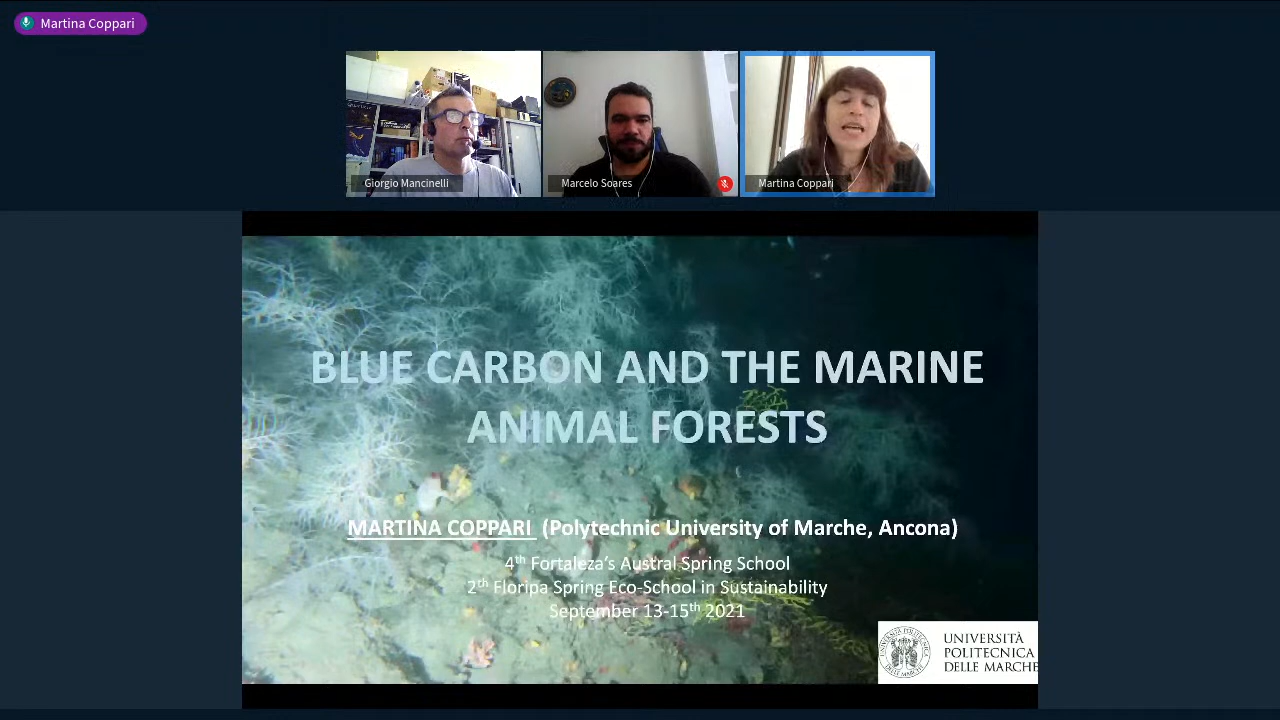 Martina Coppari
Giorgio Mancinelli
Marcelo Soares
Martina Coppari
BLUE CARBON AND THE MARINE
ANIMAL FORESTS
MARTINA COPPARI (Polytechnic University of Marche, Ancona)
4th Fortaleza's Austral Spring School
2th Floripa Spring Eco-School in Sustainability
September 13-15th 2021
UNIVERSITÀ
POLITECNICA
DELLE MARCHE